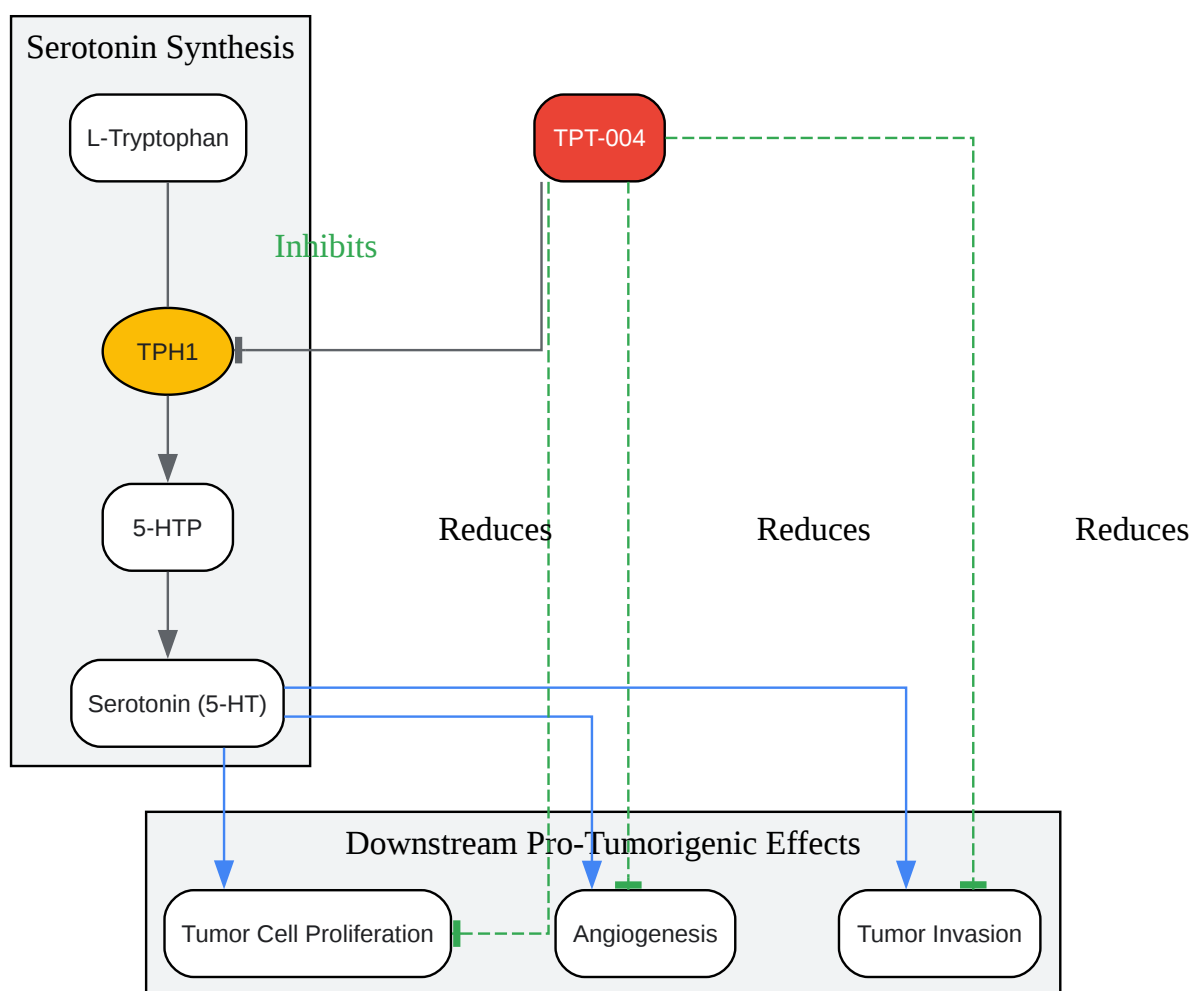 Serotonin Synthesis
L-Tryptophan
TPT-004
Inhibits
TPH1
5-HTP
Reduces
Reduces
Reduces
Serotonin (5-HT)
Downstream Pro-Tumorigenic Effects
Tumor Cell Proliferation
Angiogenesis
Tumor Invasion